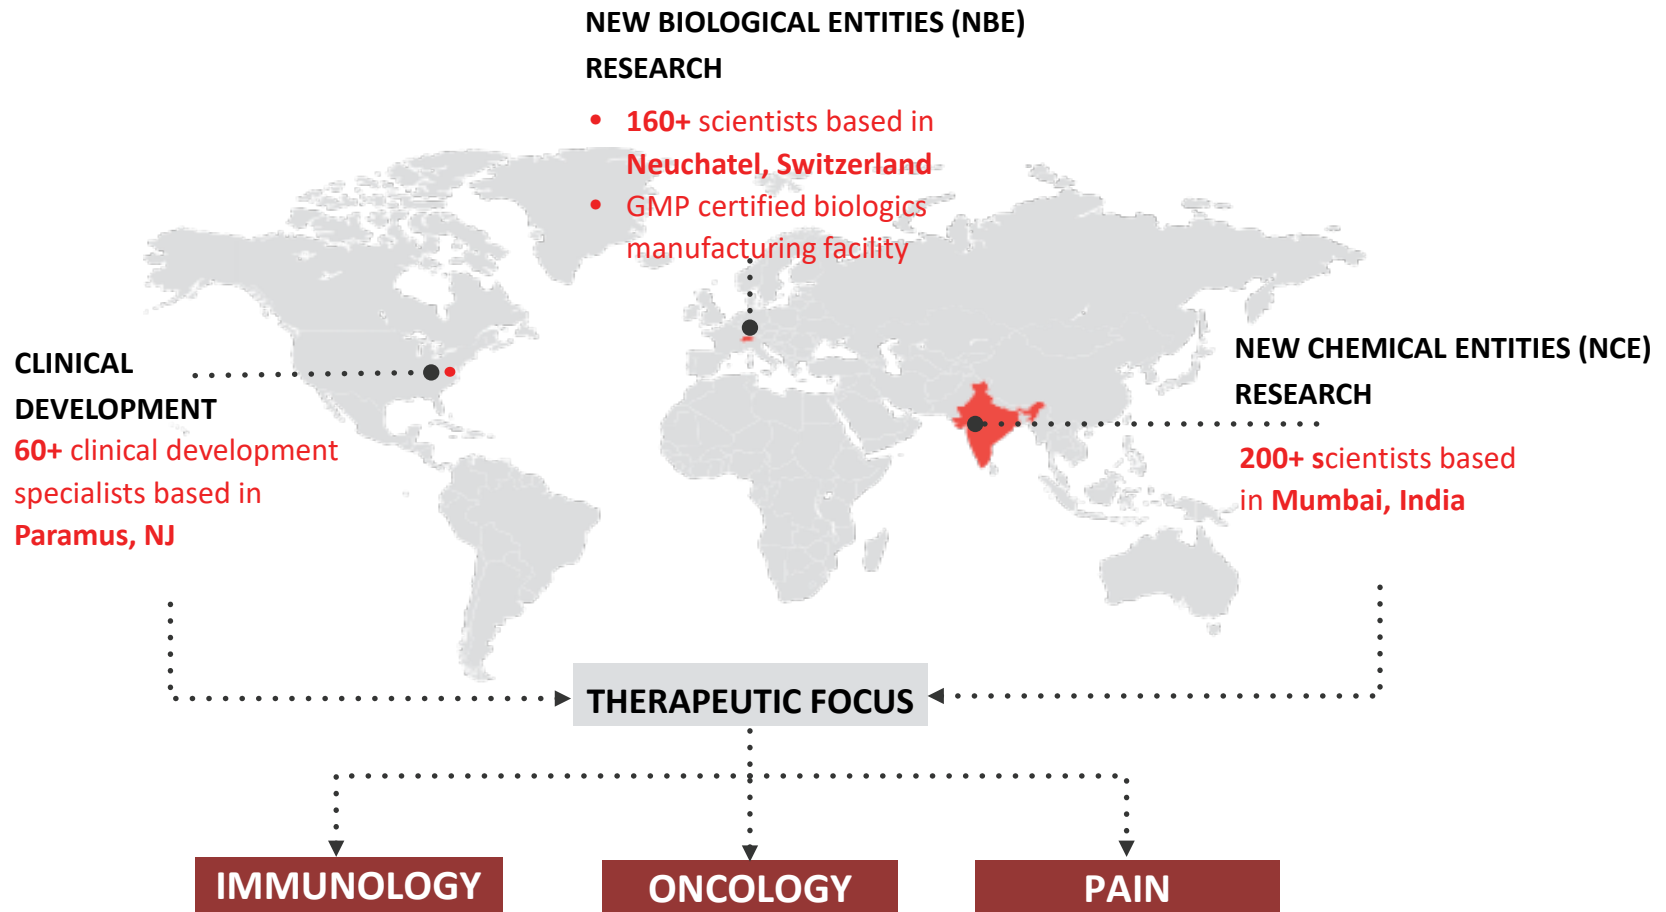 NEW BIOLOGICAL ENTITIES (NBE)
RESEARCH
• 160+ scientists based in
Neuchatel, Switzerland
• GMP certified biologics
manufacturing facility
CLINICAL
DEVELOPMENT
60+ clinical development
specialists based in
Paramus, NJ
NEW CHEMICAL ENTITIES (NCE)
RESEARCH
200+ scientists based
in Mumbai, India
THERAPEUTIC FOCUS
IMMUNOLOGY
ONCOLOGY
PAIN